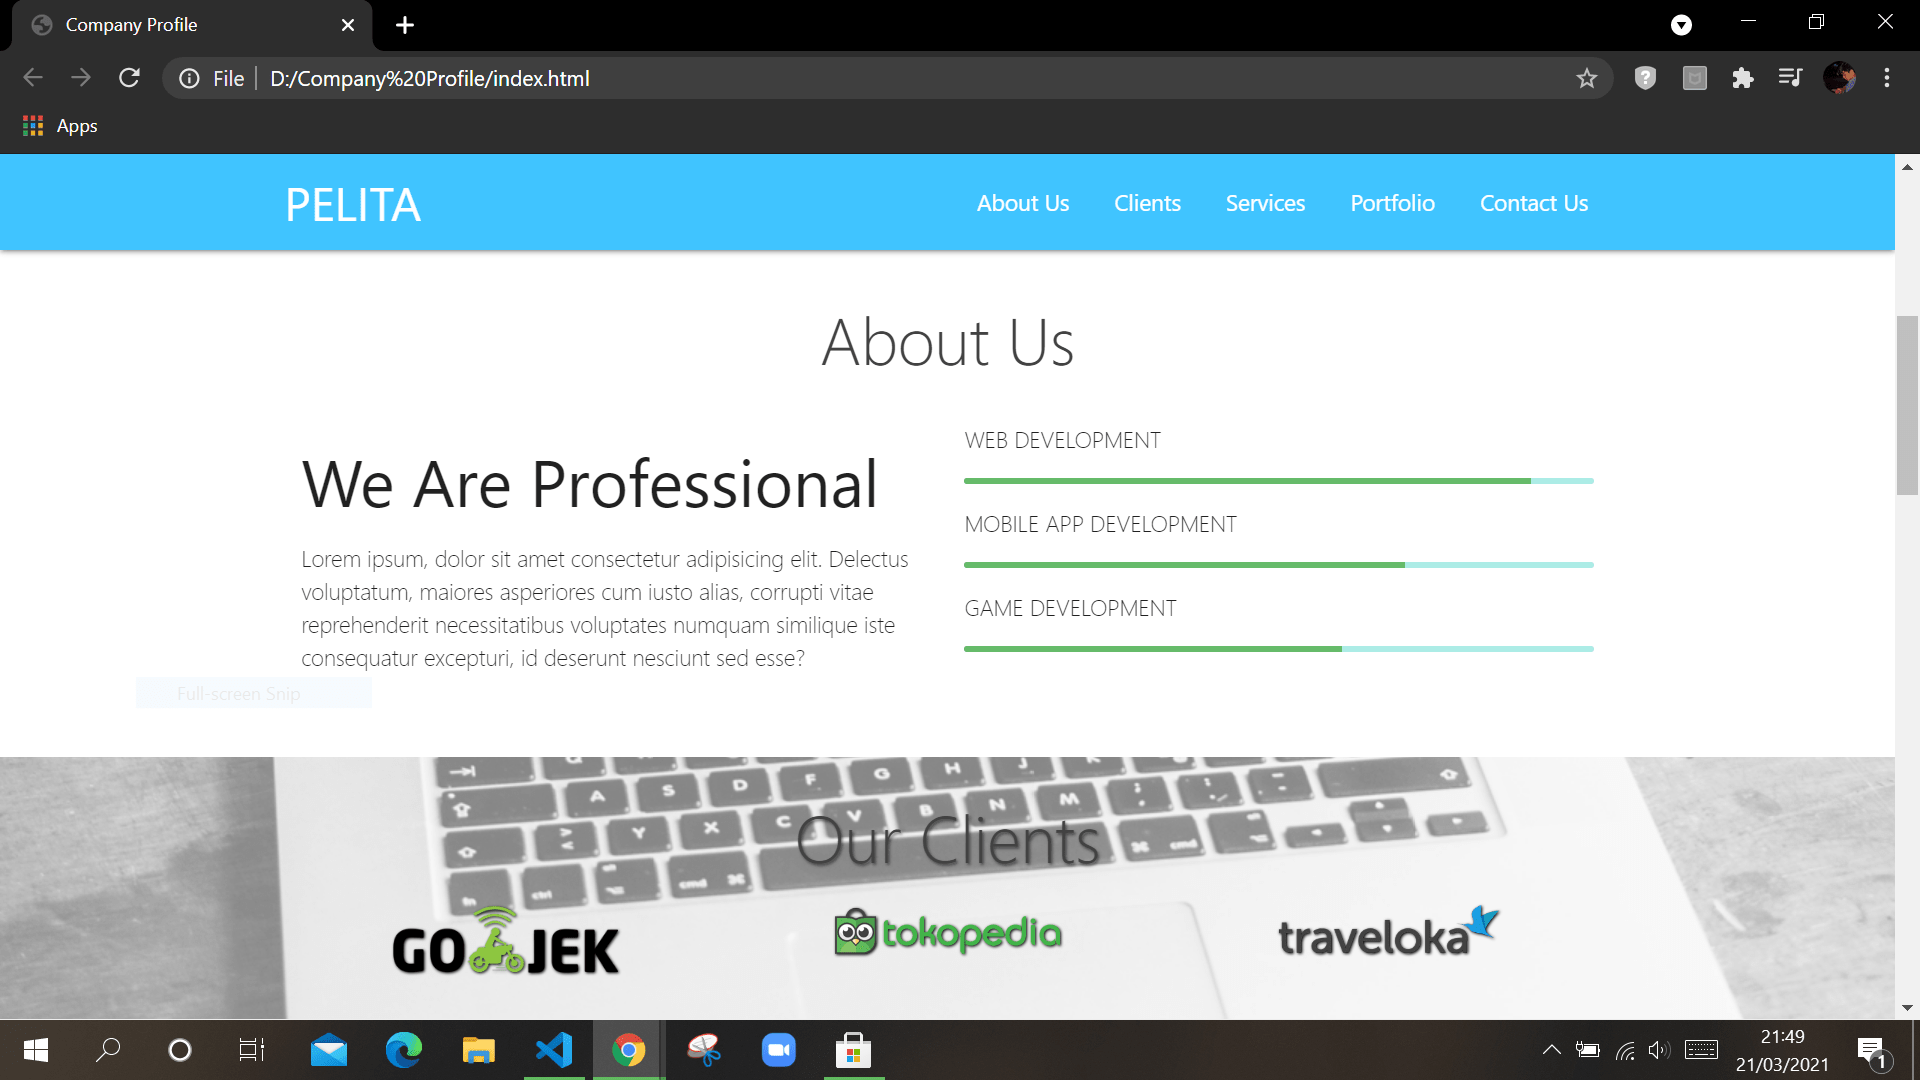 Company Profile
File
D:/Company%20Profile/index.html
Apps
PELITA
About Us
Clients
Services
Portfolio
Contact Us
About Us
We Are Professional
Lorem ipsum, dolor sit amet consectetur adipisicing elit. Delectus
voluptatum, maiores asperiores cum iusto alias, corrupti vitae
reprehenderit necessitatibus voluptates numquam similique iste
consequatur excepturi, id deserunt nesciunt sed esse?
WEB DEVELOPMENT
MOBILE APP DEVELOPMENT
GAME DEVELOPMENT
Full-screen Snip
Our Clients
GO JEK
tokopedia
traveloka
21:49
21/03/2021
1